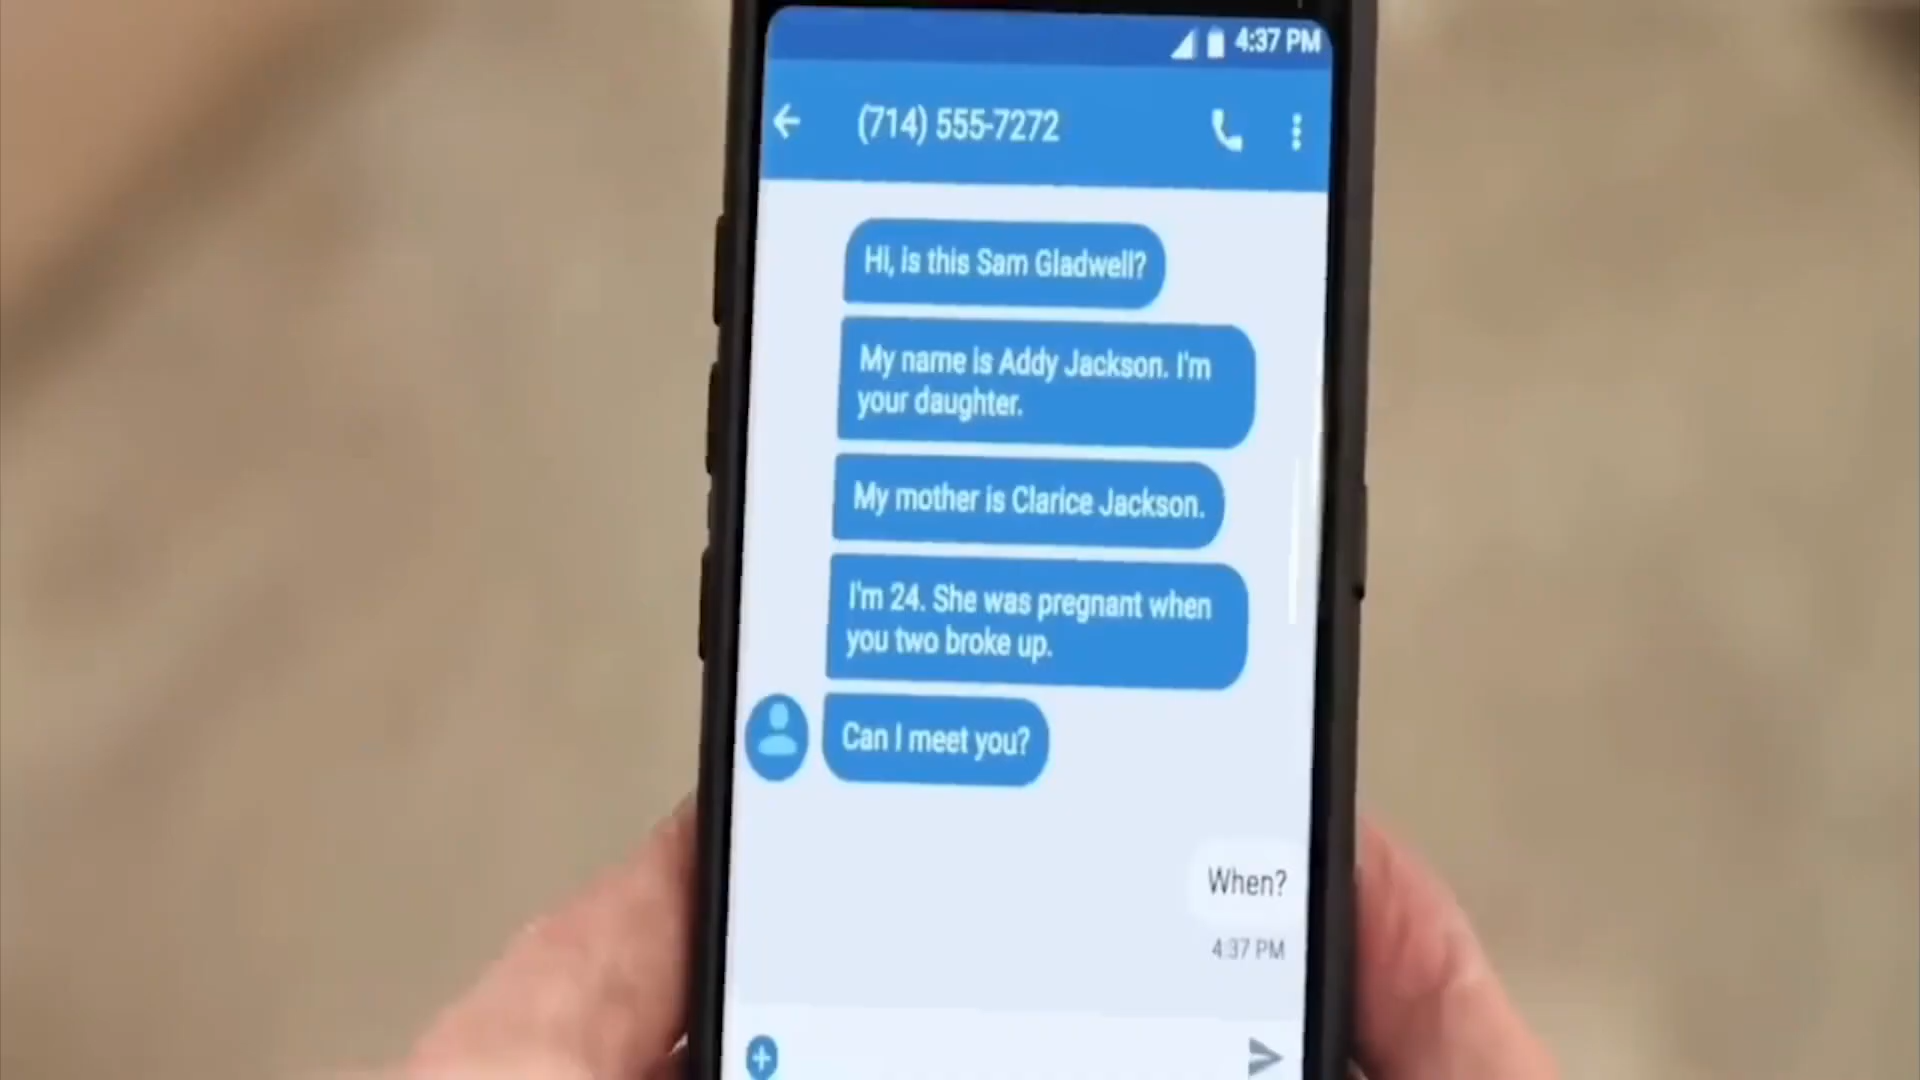 4:37 PM
(714) 555-7272
Hi, is this Sam Gladwell?
My name is Addy Jackson. I'm
your daughter.
My mother is Clarice Jackson.
I'm 24. She was pregnant when
you two broke up.
Can I meet you?
When?
4:37 PM